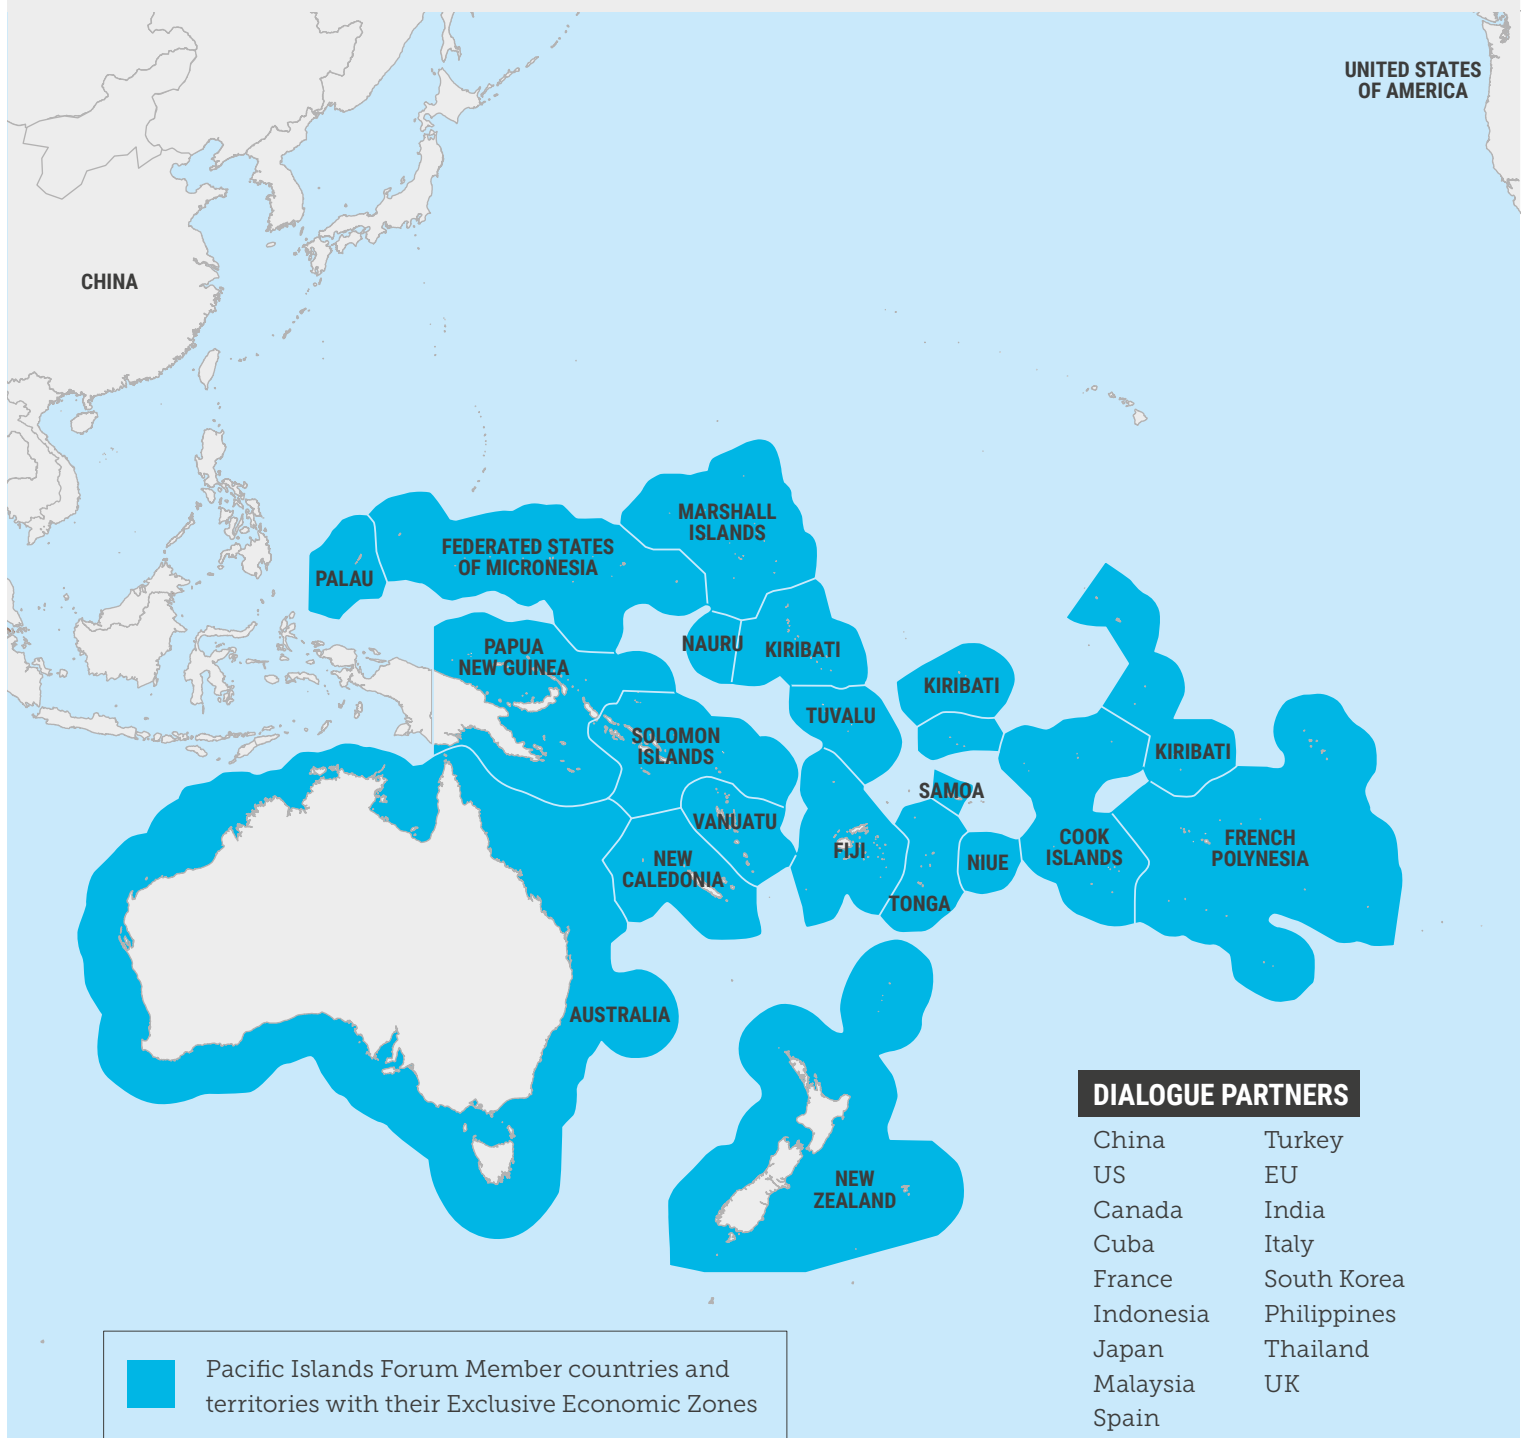 UNITED STATES
OF AMERICA
CHINA
MARSHALL
ISLANDS
FEDERATED STATES
OF MICRONESIA
PALAU
PAPUA
NEW GUINEA
NAURU
KIRIBATI
KIRIBATI
TUVALU
SOLOMON
ISLANDS
KIRIBATI
SAMOA
VANUATU
FIJI
COOK
ISLANDS
FRENCH
POLYNESIA
NEW
CALEDONIA
NIUE
TONGA
AUSTRALIA
NEW
ZEALAND
DIALOGUE PARTNERS
China
US
Canada
Cuba
France
Indonesia
Japan
Malaysia
Spain
Turkey
EU
India
Italy
South Korea
Philippines
Thailand
UK
Pacific Islands Forum Member countries and
territories with their Exclusive Economic Zones